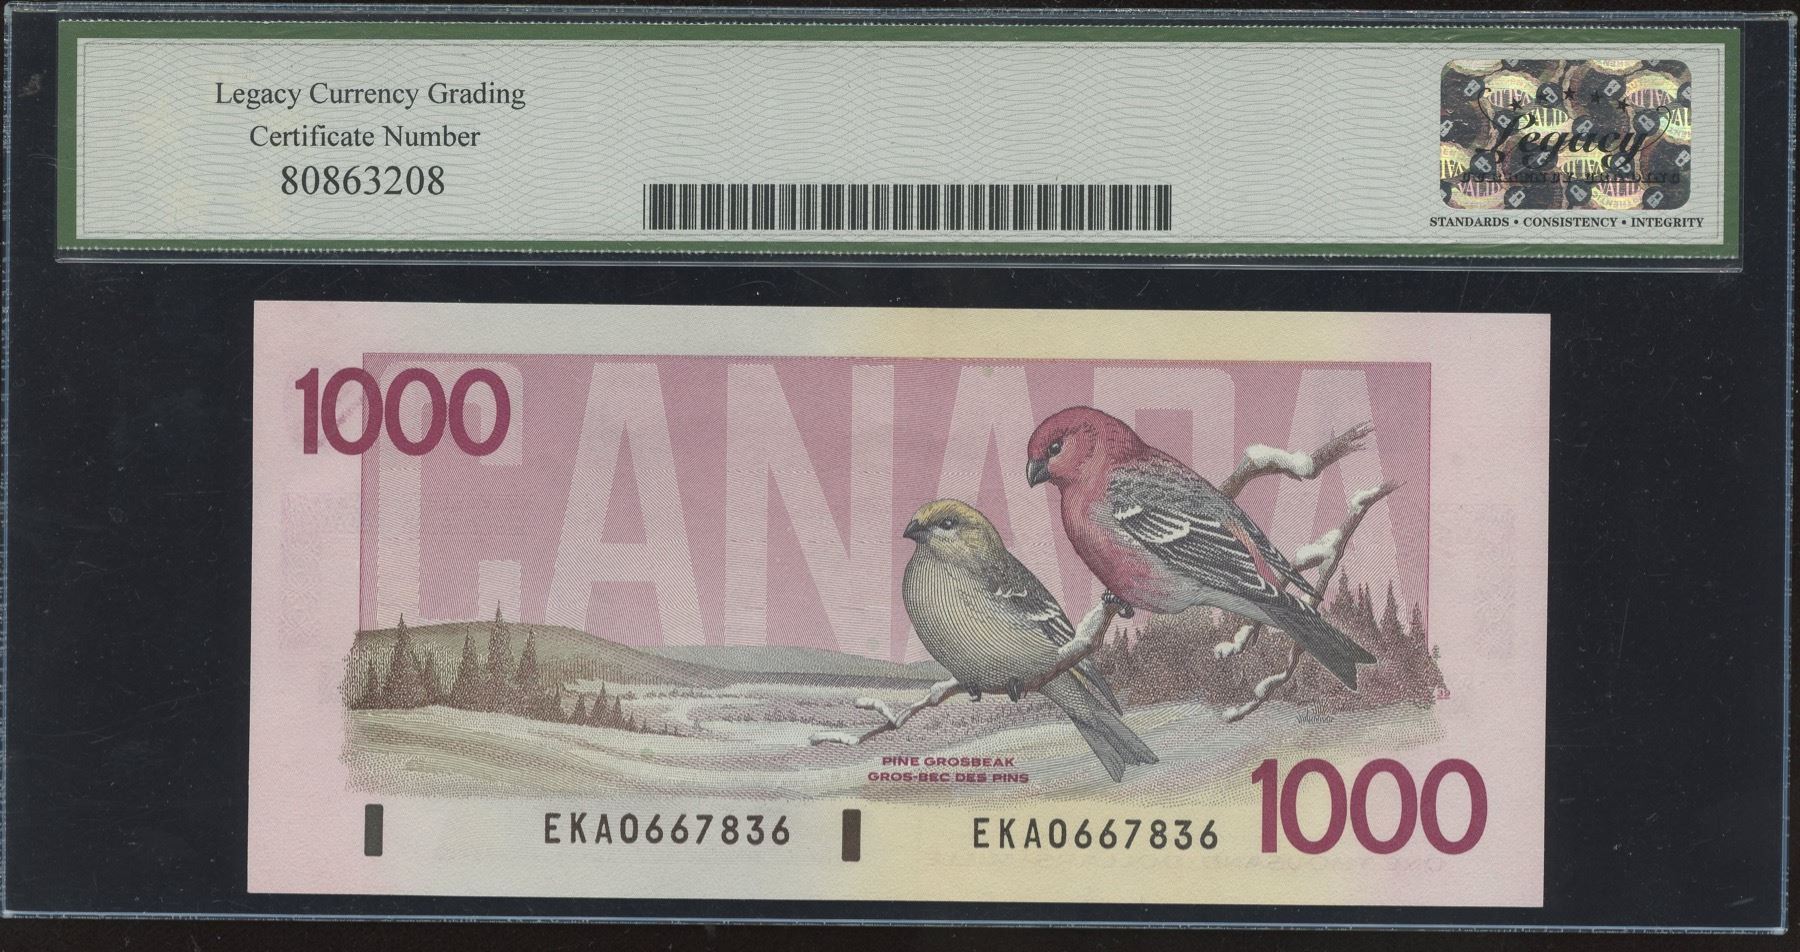 Legacy Currency Grading
Certificate Number
80863208
Legacy
STANDARDS • CONSISTENCY • INTEGRITY
1000
CANADA
PINE GROSBEAK
GROS-BEC DES PINS
EKA0667836
EKA0667836
1000